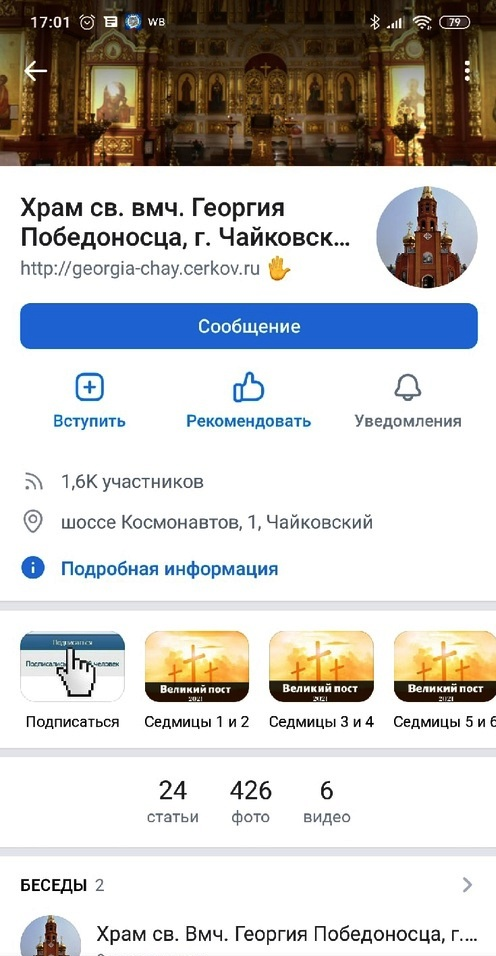 17:01 WB 79
Храм св. вмч. Георгия
Победоносца, г. Чайковск...
http://georgia-chay.cerkov.ru
Сообщение
Вступить
Рекомендовать
Уведомления
1,6K участников
шоссе Космонавтов, 1, Чайковский
Подробная информация
Подписаться
Великий пост
2021
Великий пост
2021
Великий пост
2021
Подписаться
Седмицы 1 и 2
Седмицы 3 и 4
Седмицы 5 и 6
24
статьи
426
фото
6
видео
БЕСЕДЫ 2
Храм св. Вмч. Георгия Победоносца, г....